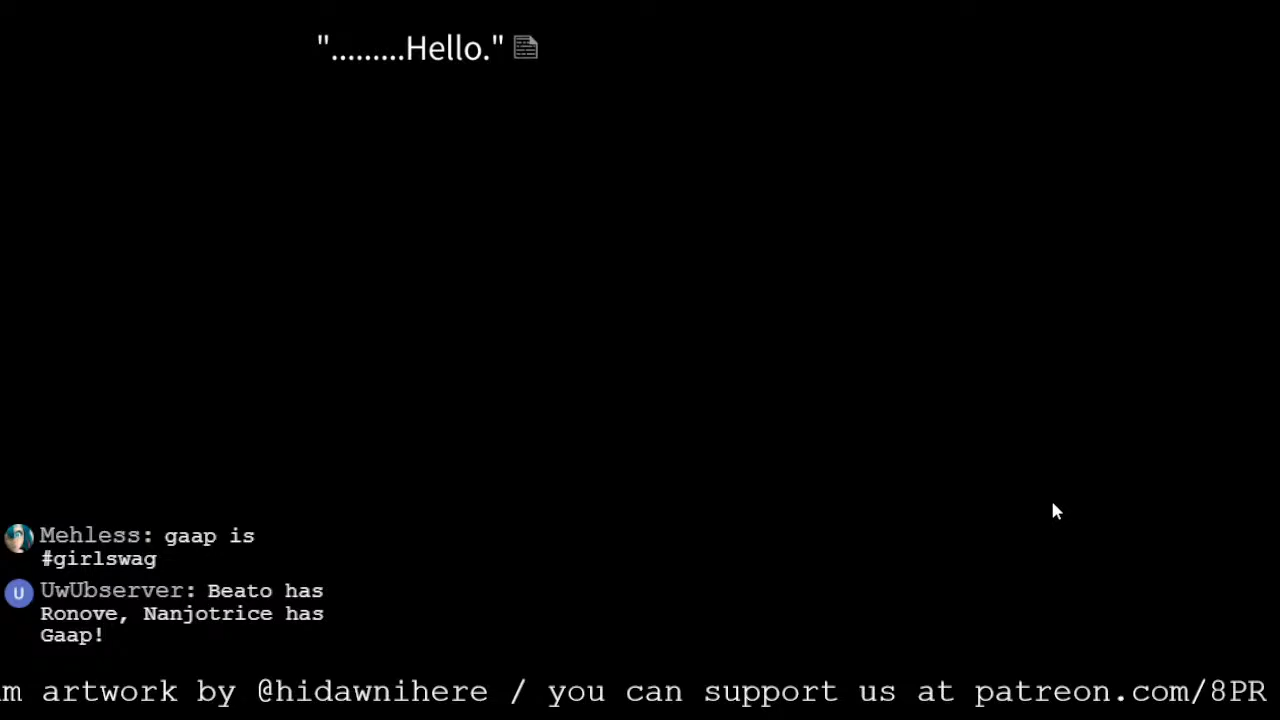 ".........Hello."
Mehless: gaap is
#girlswag
U UwUbserver: Beato has
Ronove, Nanjotrice has
Gaap!
m artwork by @hidawnihere / you can support us at patreon.com/8PR